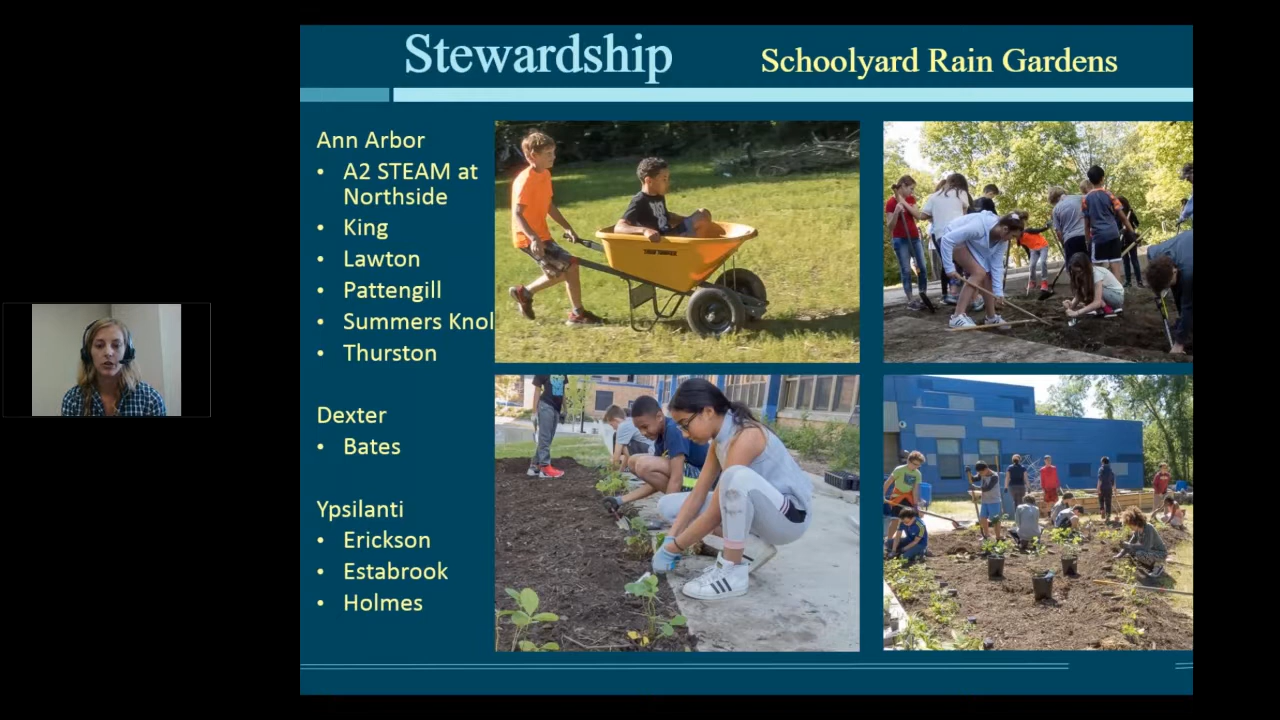 Stewardship
Schoolyard Rain Gardens
Ann Arbor
• A2 STEAM at
Northside
• King
• Lawton
• Pattengill
• Summers Knol
• Thurston
Dexter
• Bates
Ypsilanti
• Erickson
• Estabrook
• Holmes